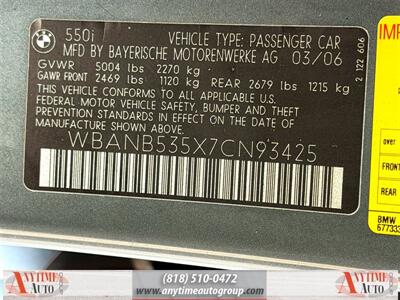 550i VEHICLE TYPE: PASSENGER CAR
MFD BY BAYERISCHE MOTORENWERKE AG 03/06
GVWR 5004 lbs 2270 kg
GAWR FRONT 2469 lbs 1120 kg REAR 2679 lbs 1215 kg
THIS VEHICLE CONFORMS TO ALL APPLICABLE
FEDERAL MOTOR VEHICLE SAFETY, BUMPER,
AND THEFT PREVENTION STANDARDS IN EFFECT
ON THE DATE OF MANUFACTURE SHOWN ABOVE.
WBANB535X7CN93425
2 122 606
IMP
over
FRONT
BMW
677333
ANYTIME
AUTO
(818) 510-0472
www.anytimeautogroup.com
ANYTIME
AUTO